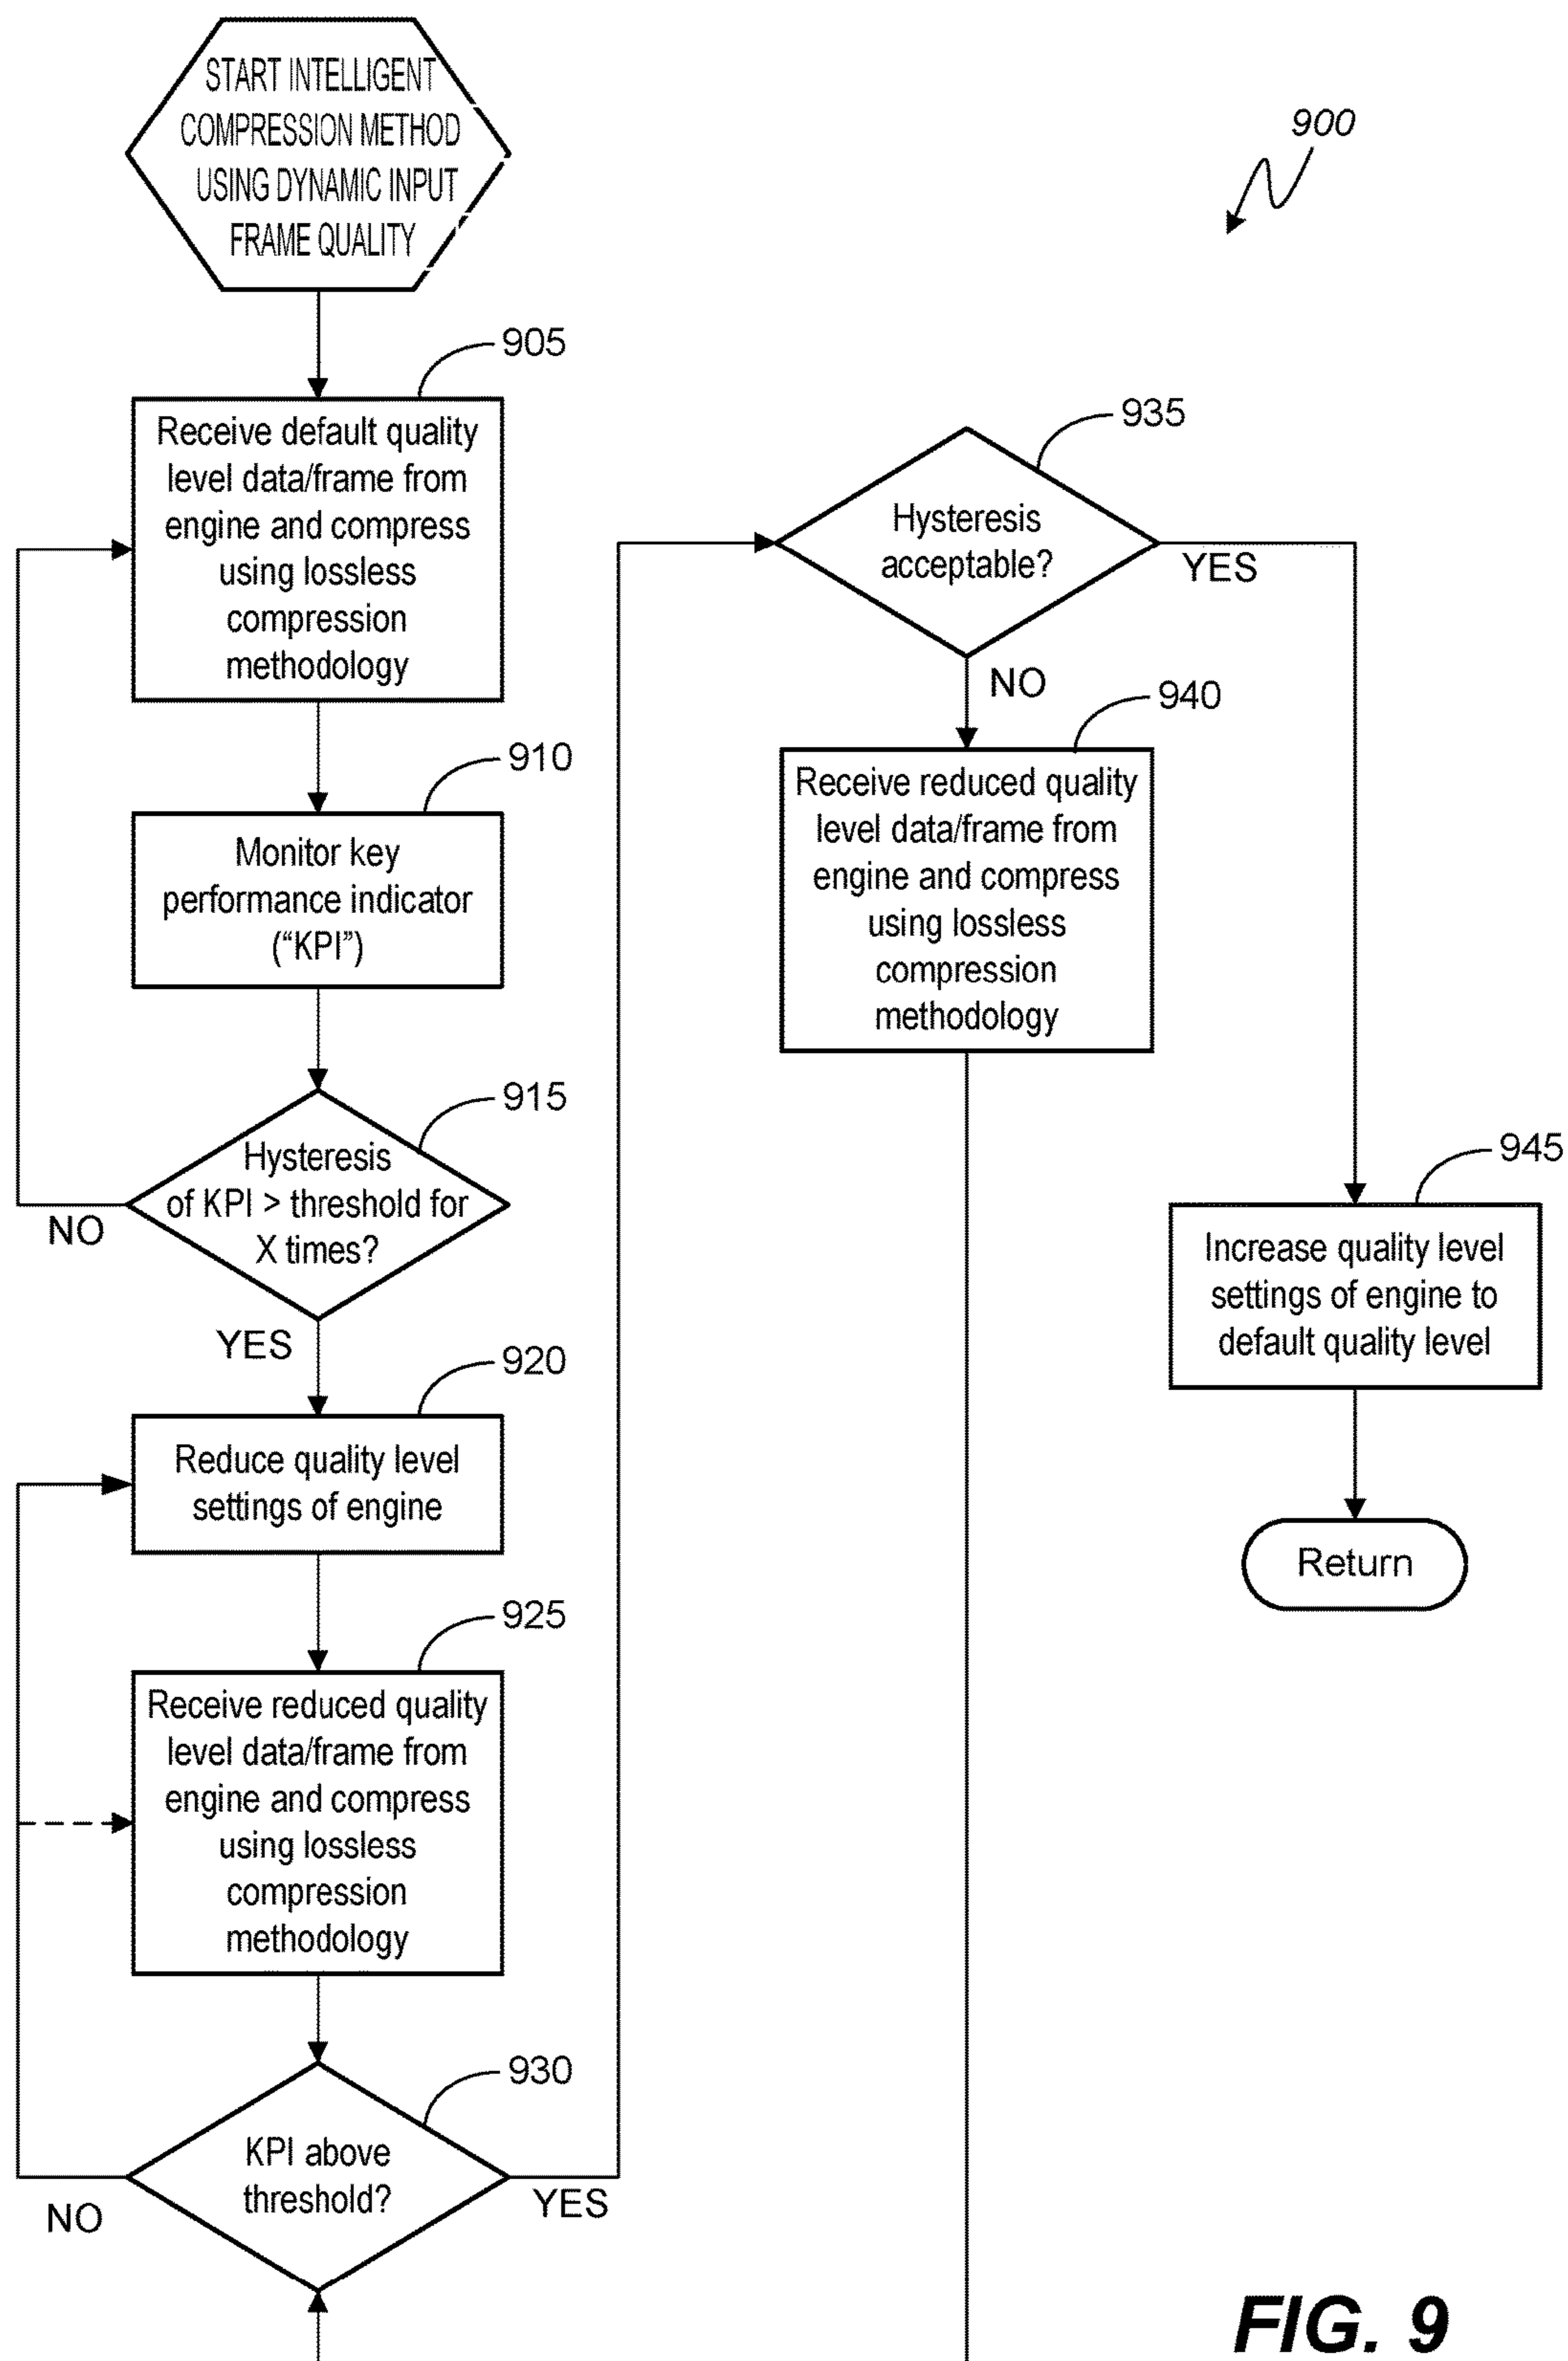 START INTELLIGENT
COMPRESSION METHOD
USING DYNAMIC INPUT
FRAME QUALITY
900
905
Receive default quality
level data/frame from
engine and compress
using lossless
compression
methodology
910
Monitor key
performance indicator
(“KPI”)
915
Hysteresis
of KPI > threshold for
X times?
NO
YES
920
Reduce quality level
settings of engine
925
Receive reduced quality
level data/frame from
engine and compress
using lossless
compression
methodology
930
KPI above
threshold?
NO
YES
935
Hysteresis
acceptable?
YES
NO
940
Receive reduced quality
level data/frame from
engine and compress
using lossless
compression
methodology
945
Increase quality level
settings of engine to
default quality level
Return
FIG. 9